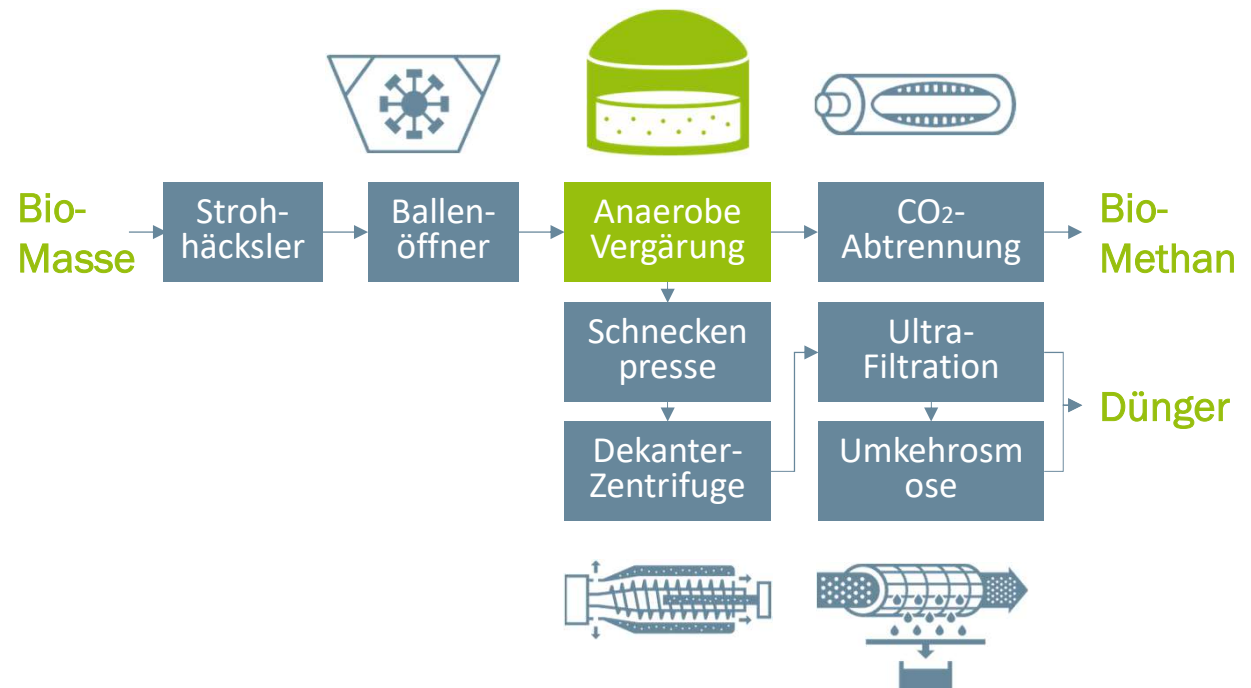 Bio-
Masse
Stroh-
häcksler
Ballen-
öffner
Anaerobe
Vergärung
CO2-
Abtrennung
Bio-
Methan
Schnecken
presse
Ultra-
Filtration
Dünger
Dekanter-
Zentrifuge
Umkehrosm
ose